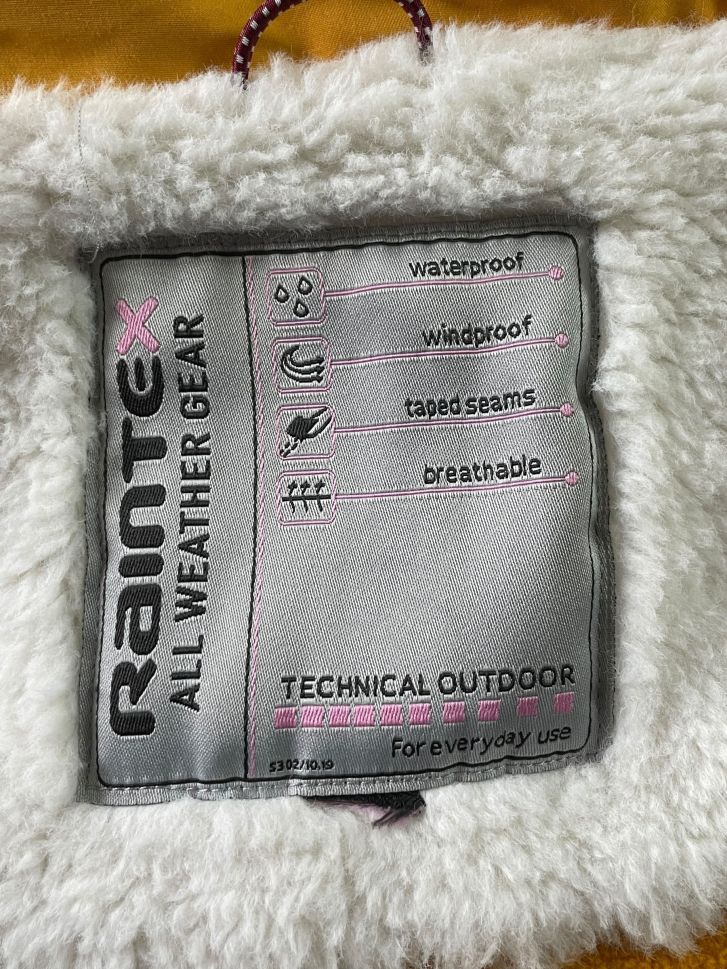 RAINTEX
ALL WEATHER GEAR
waterproof
windproof
taped seams
breathable
TECHNICAL OUTDOOR
For everyday use
S302/10.19